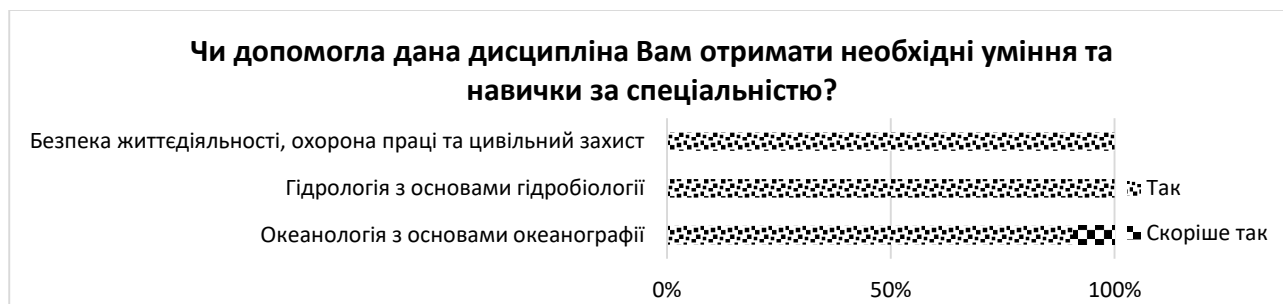 Чи допомогла дана дисципліна Вам отримати необхідні уміння та
навички за спеціальністю?
Безпека життєдіяльності, охорона праці та цивільний захист
Гідрологія з основами гідробіології
Океанологія з основами океанографії
Так
Скоріше так
0%
50%
100%